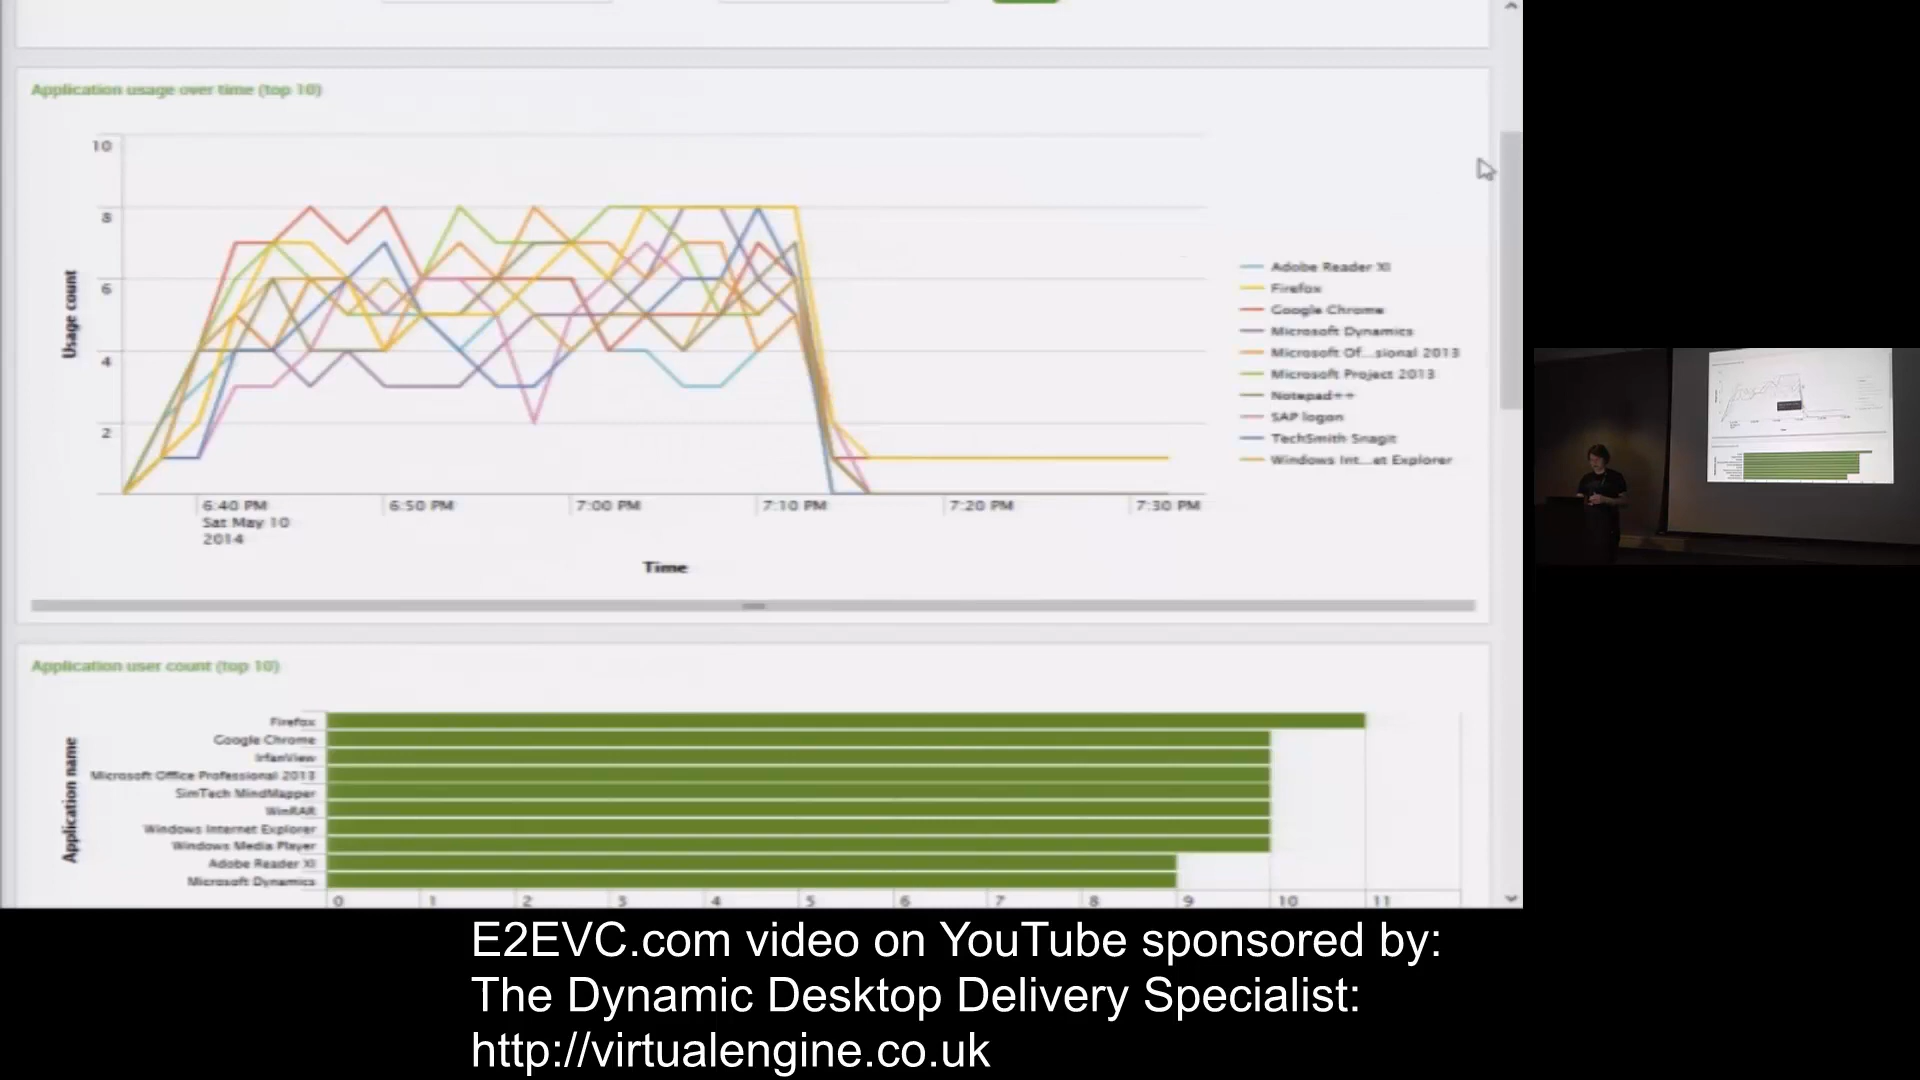 Application usage over time (top 10)
10
8
6
4
2
Usage count
6:40 PM
Sat May 10
2014
6:50 PM
7:00 PM
7:10 PM
7:20 PM
7:30 PM
Time
Adobe Reader XI
Firefox
Google Chrome
Microsoft Dynamics
Microsoft Of...sional 2013
Microsoft Project 2013
Notepad++
SAP logon
TechSmith Snagit
Windows Int...et Explorer
Application user count (top 10)
Application name
Firefox
Google Chrome
IrfanView
Microsoft Office Professional 2013
SimTech MindMapper
WinRAR
Windows Internet Explorer
Windows Media Player
Adobe Reader XI
Microsoft Dynamics
0 1 2 3 4 5 6 7 8 9 10 11
E2EVC.com video on YouTube sponsored by:
The Dynamic Desktop Delivery Specialist:
http://virtualengine.co.uk